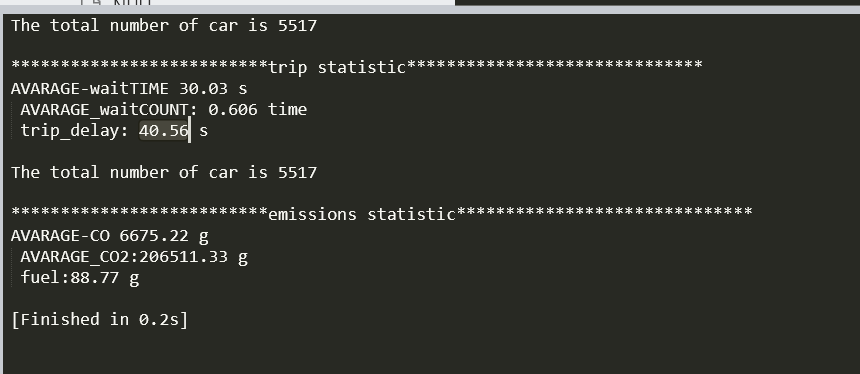 The total number of car is 5517
**************************trip statistic******************************
AVARAGE-waitTIME 30.03 s
AVARAGE_waitCOUNT: 0.606 time
trip_delay: 40.56 s
The total number of car is 5517
**************************emissions statistic******************************
AVARAGE-CO 6675.22 g
AVARAGE_CO2:206511.33 g
fuel:88.77 g
[Finished in 0.2s]